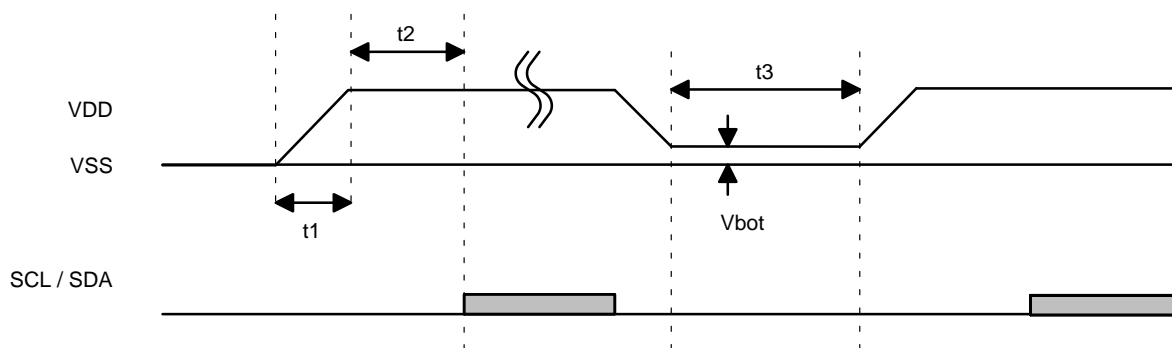 t2
t3
VDD
VSS
t1
Vbot
SCL / SDA